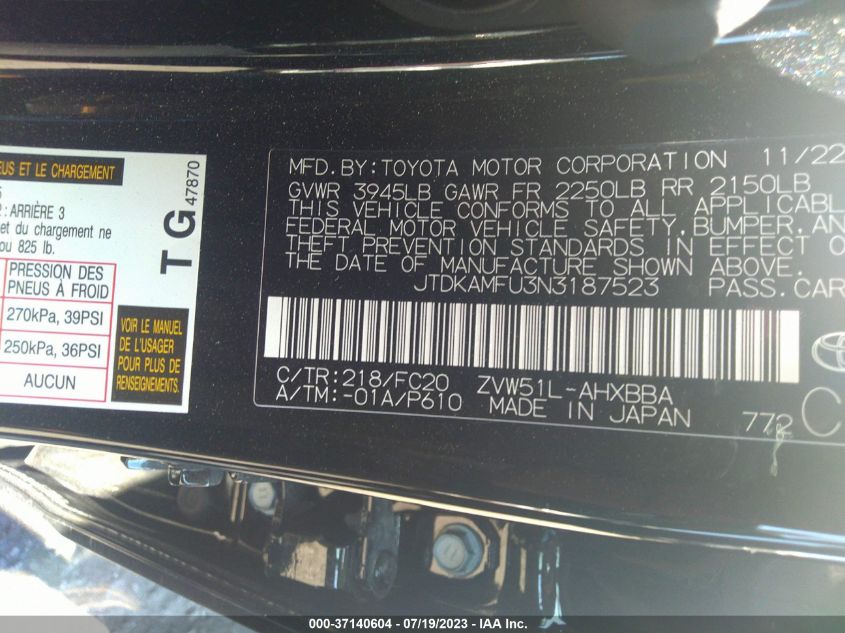 EUS ET LE CHARGEMENT
2: ARRIÈRE 3
et du chargement ne
ou 825 lb.
PRESSION DES
PNEUS À FROID
270kPa, 39PSI
250kPa, 36PSI
AUCUN
VOIR LE MANUEL
DE L'USAGER
POUR PLUS DE
RENSEIGNEMENTS
TG
47870
MFD.BY:TOYOTA MOTOR CORPORATION 11/22
GVWR 3945LB GAWR FR 2250LB RR 2150LB
THIS VEHICLE CONFORMS TO ALL APPLICABL
FEDERAL MOTOR VEHICLE SAFETY,BUMPER,AN
THEFT PREVENTION STANDARDS IN EFFECT O
THE DATE OF MANUFACTURE SHOWN ABOVE.
JTDKAMFU3N3187523 PASS.CAR
C/TR:218/FC20 ZVW51L-AHXBBA
A/TM:-01A/P610 MADE IN JAPAN 772
C
000-37140604 - 07/19/2023 - IAA Inc.